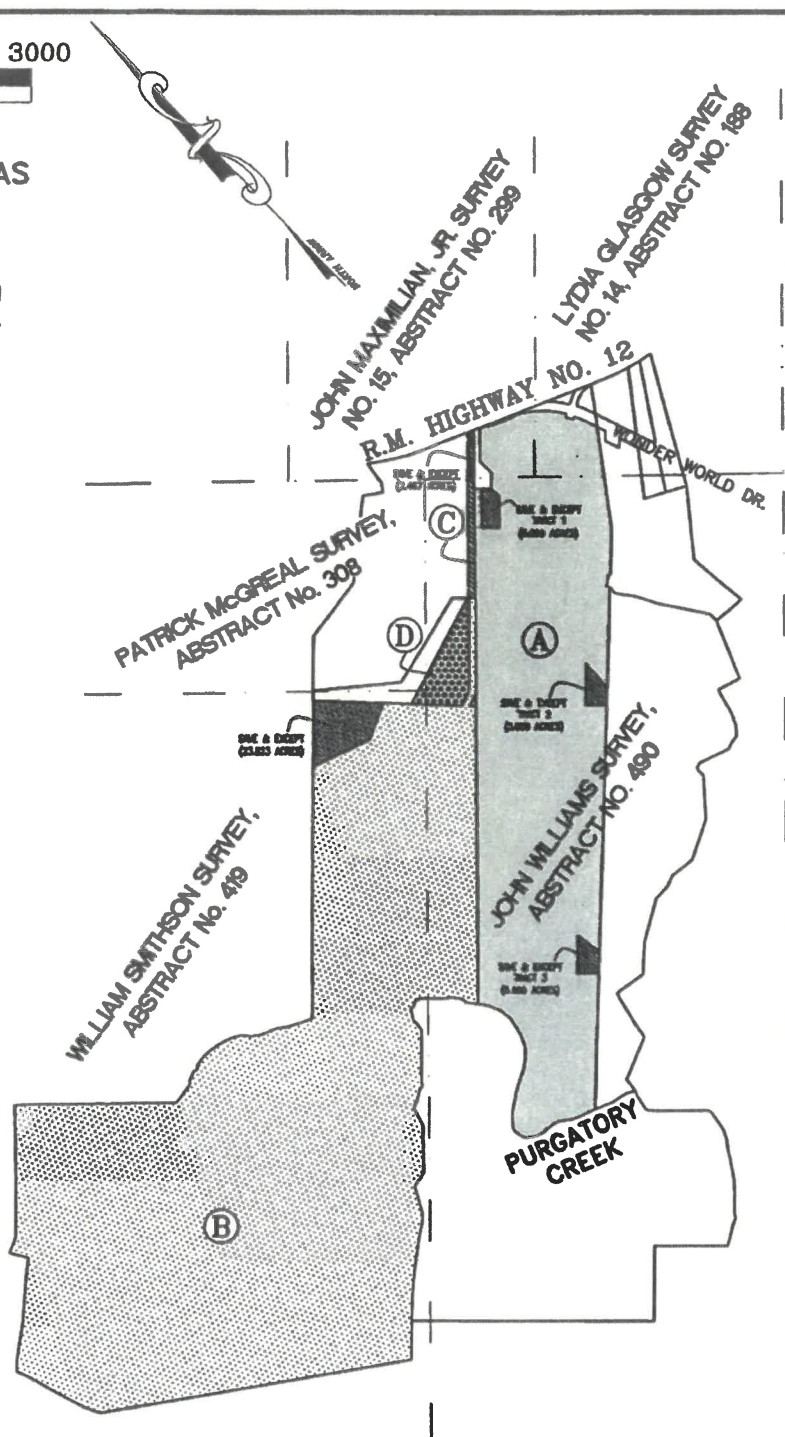 3000
AS
JOHN MAXIMILIAN, JR. SURVEY
NO. 15, ABSTRACT NO. 299
LYDIA GLASGOW SURVEY
NO. 14, ABSTRACT NO. 188
R.M. HIGHWAY NO. 12
WONDER WORLD DR.
SAVE & EXCEPT
C
SAVE & EXCEPT
TRACT 1
PATRICK McGREAL SURVEY,
ABSTRACT No. 308
D
A
SAVE & EXCEPT
TRACT 2
SAVE & EXCEPT
JOHN WILLIAMS SURVEY,
ABSTRACT NO. 490
WILLIAM SMITHSON SURVEY,
ABSTRACT No. 419
SAVE & EXCEPT
TRACT 3
PURGATORY
CREEK
B